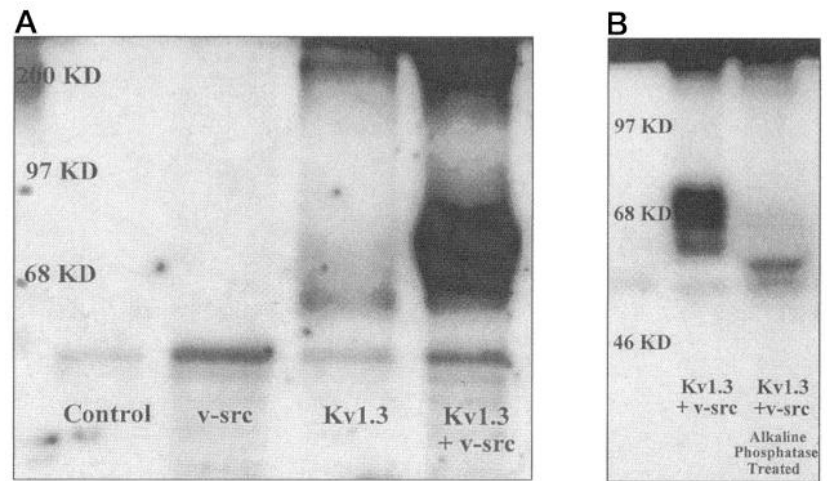 A
200 KD
97 KD
68 KD
Control
v-src
Kv1.3
Kv1.3
+ v-src
B
97 KD
68 KD
46 KD
Kv1.3
+ v-src
Kv1.3
+v-src
Alkaline
Phosphatase
Treated